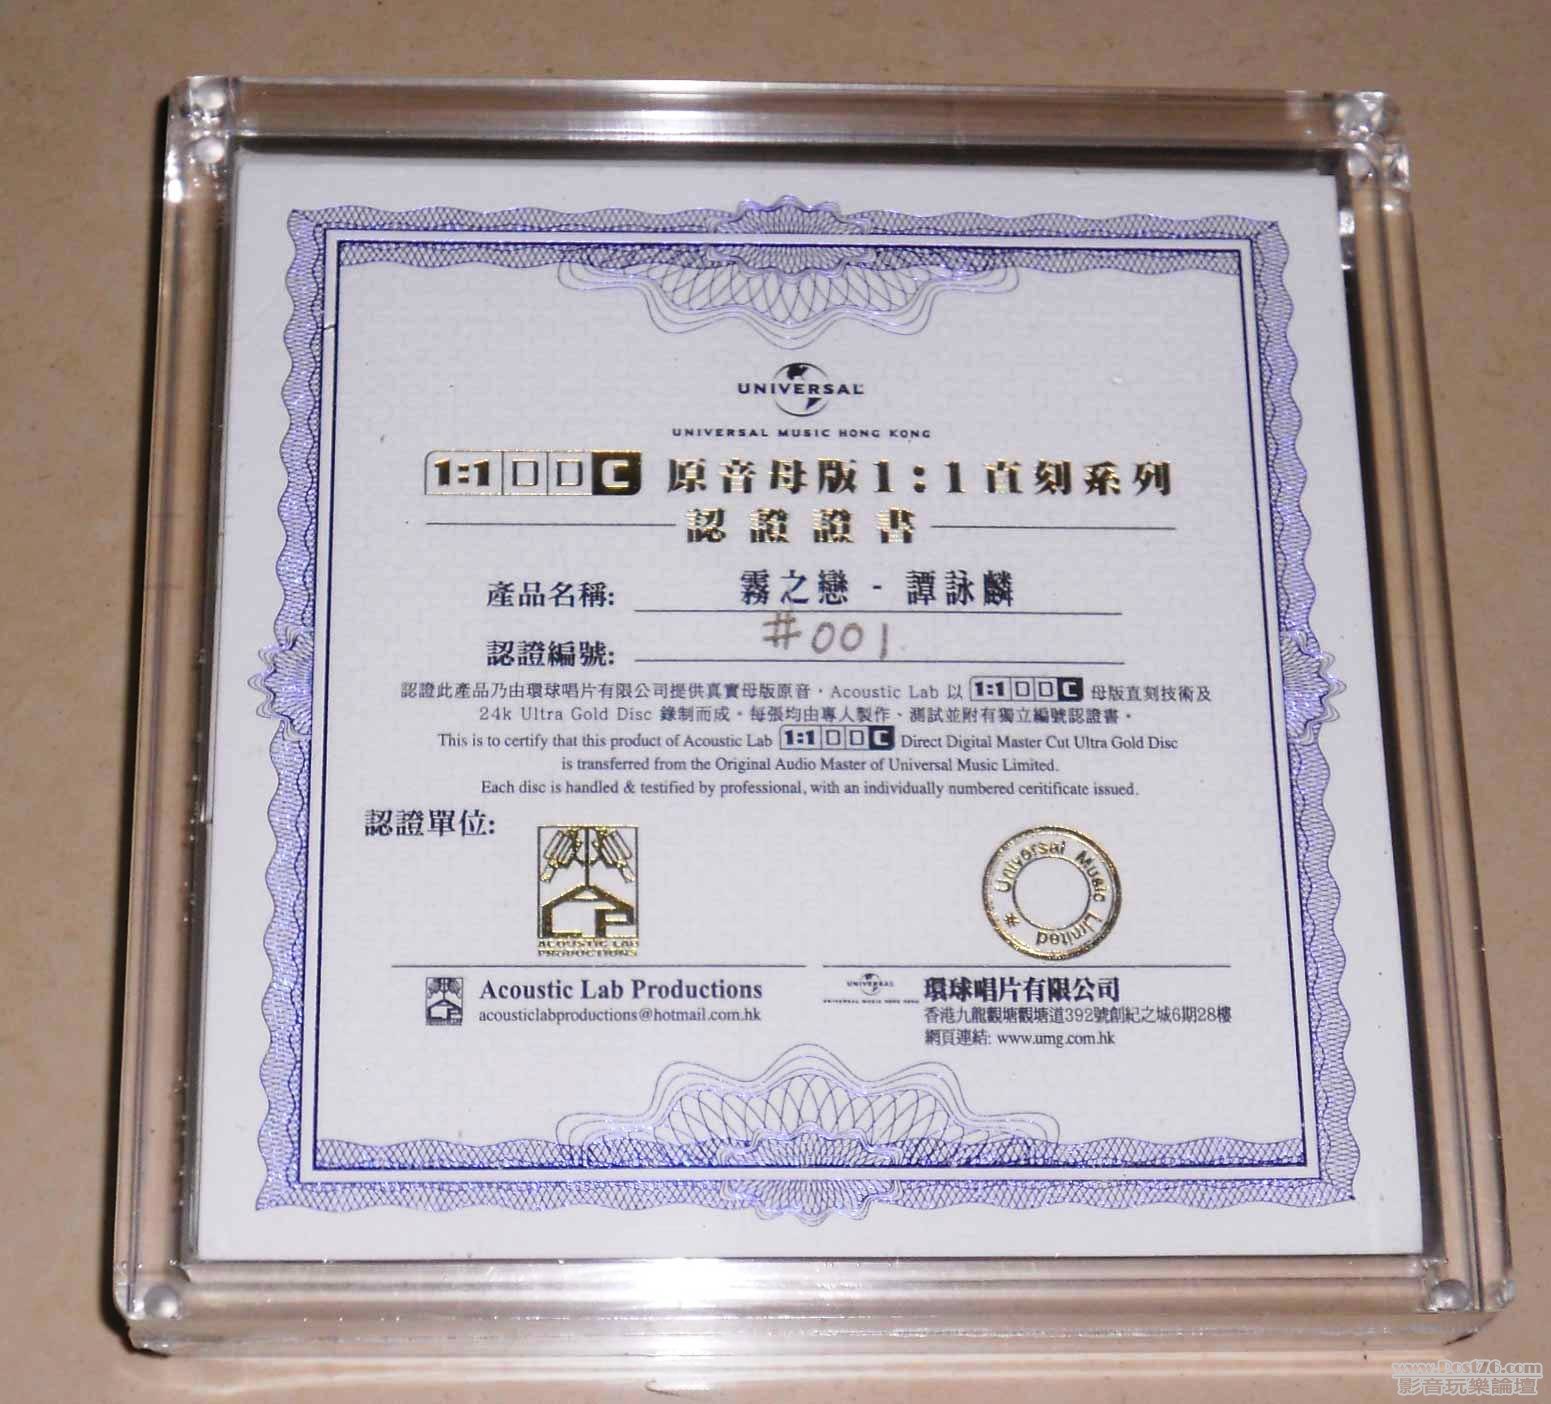 UNIVERSAL
UNIVERSAL MUSIC HONG KONG
1:1 D D C 原音母版1:1直刻系列
認證證書
產品名稱: 霧之戀 - 譚詠麟
認證編號: #001
認證此產品乃由環球唱片有限公司提供真實母版原音，Acoustic Lab 以 1:1 D D C 母版直刻技術及
24k Ultra Gold Disc 錄制而成。每張均由專人製作、測試並附有獨立編號認證書。
This is to certify that this product of Acoustic Lab 1:1 D D C Direct Digital Master Cut Ultra Gold Disc
is transferred from the Original Audio Master of Universal Music Limited.
Each disc is handled & testified by professional, with an individually numbered ceritificate issued.
認證單位:
ALP
ACOUSTIC LAB
PRODUCTIONS
Universal Music Limited *
Acoustic Lab Productions
acousticlabproductions@hotmail.com.hk
UNIVERSAL
UNIVERSAL MUSIC HONG KONG
環球唱片有限公司
香港九龍觀塘觀塘道392號創紀之城6期28樓
網頁連結: www.umg.com.hk
www.Post76.com
影音玩樂論壇